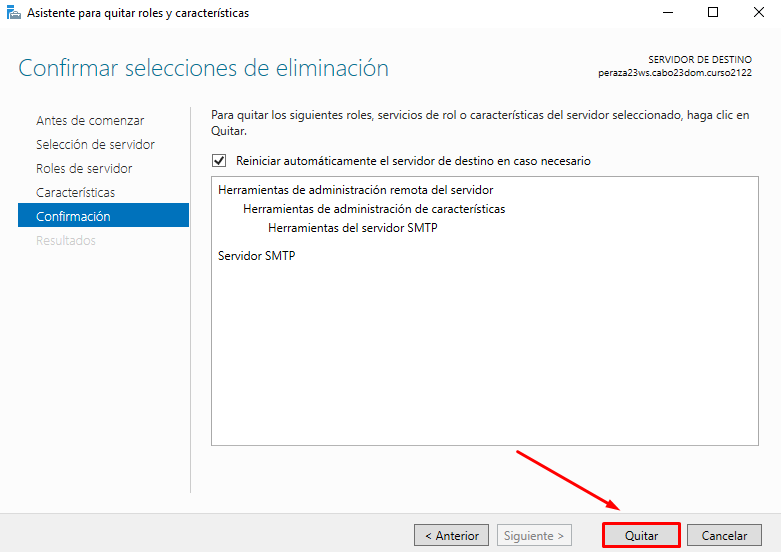 Asistente para quitar roles y características
Confirmar selecciones de eliminación
SERVIDOR DE DESTINO
peraza23ws.cabo23dom.curso2122
Antes de comenzar
Selección de servidor
Roles de servidor
Características
Confirmación
Resultados
Para quitar los siguientes roles, servicios de rol o características del servidor seleccionado, haga clic en
Quitar.
Reiniciar automáticamente el servidor de destino en caso necesario
Herramientas de administración remota del servidor
Herramientas de administración de características
Herramientas del servidor SMTP
Servidor SMTP
< Anterior
Siguiente >
Quitar
Cancelar